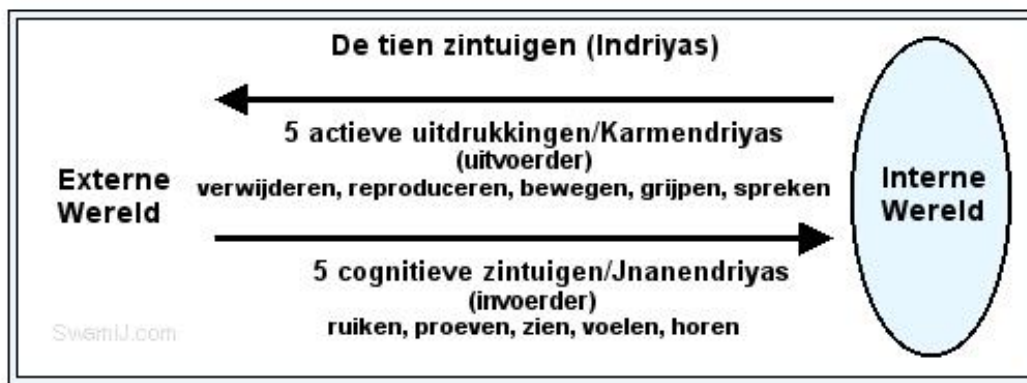 De tien zintuigen (Indriyas)
5 actieve uitdrukkingen/Karmendriyas
(uitvoerder)
verwijderen, reproduceren, bewegen, grijpen, spreken
Externe
Wereld
Interne
Wereld
5 cognitieve zintuigen/Jnanendriyas
(invoerder)
ruiken, proeven, zien, voelen, horen
SwamiJ.com